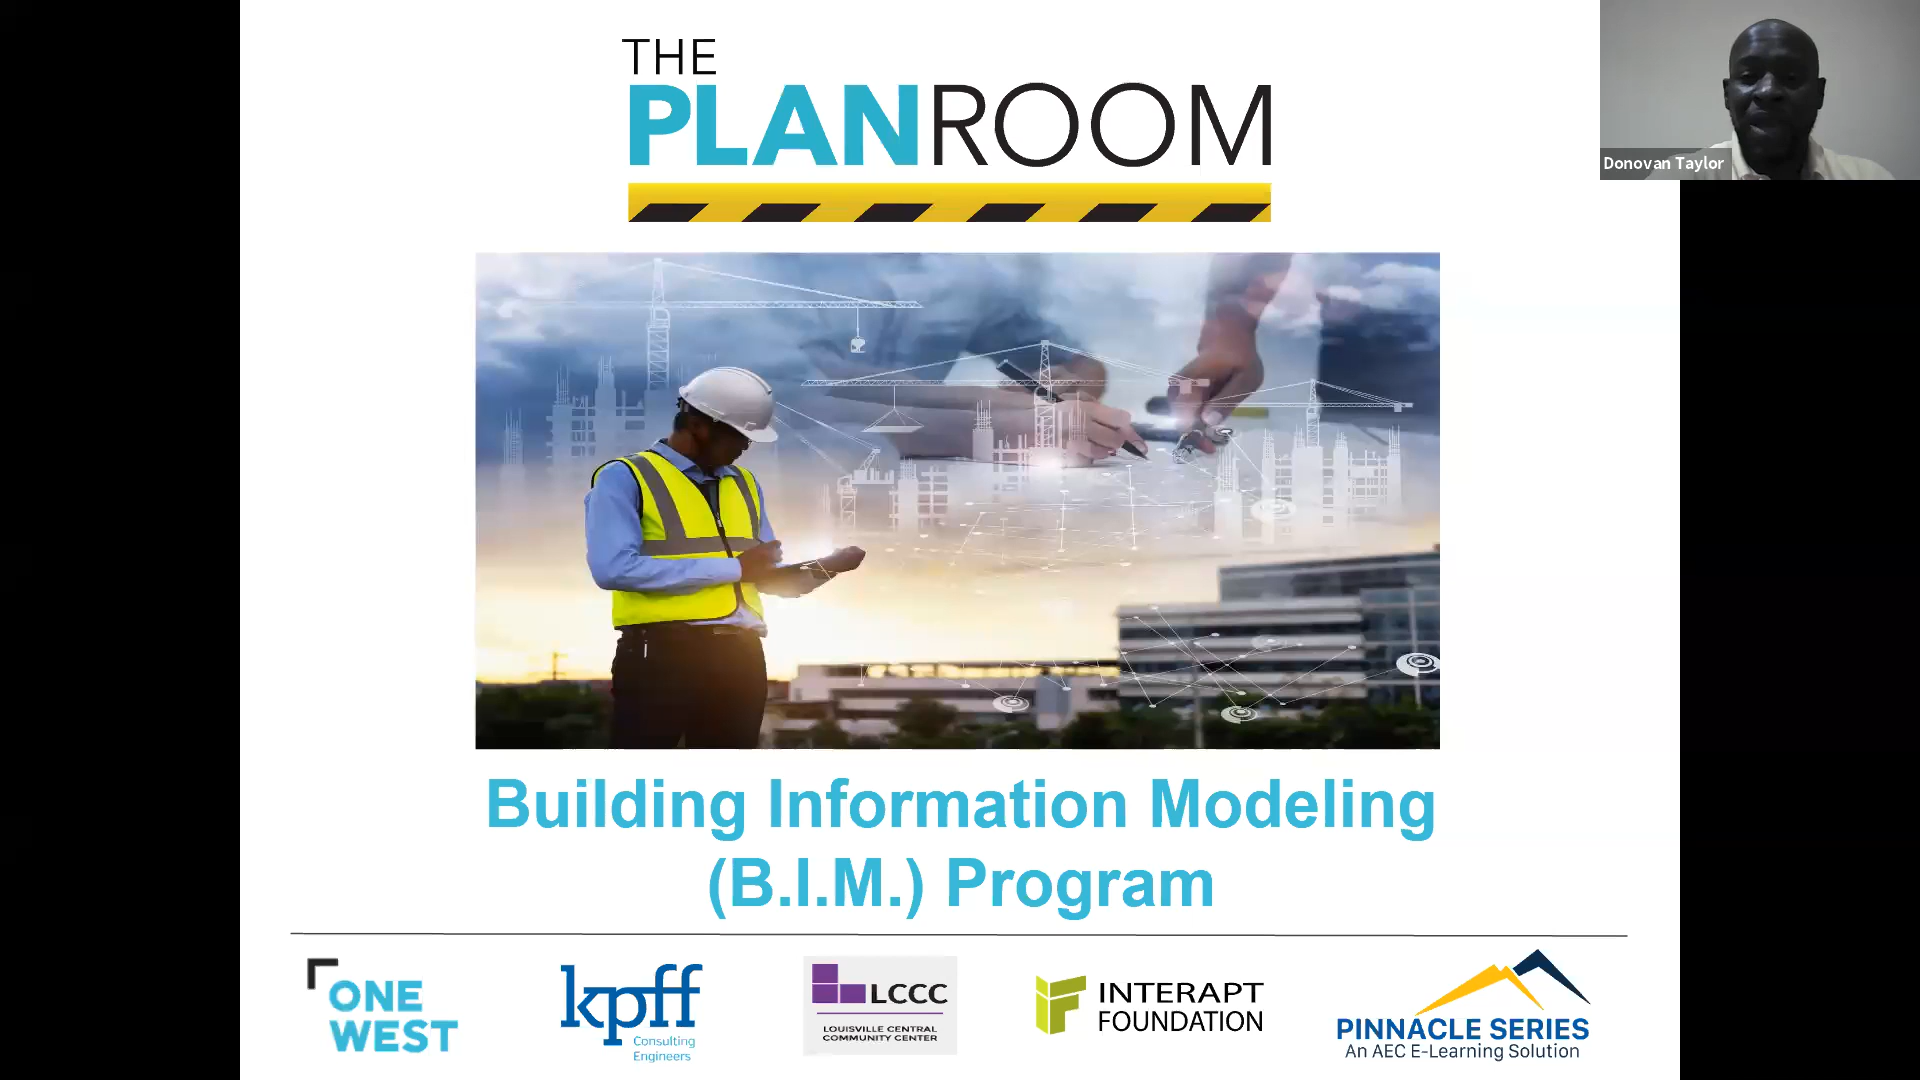 THE
PLANROOM
Donovan Taylor
Building Information Modeling
(B.I.M.) Program
ONE
WEST
kpff
Consulting
Engineers
LCCC
LOUISVILLE CENTRAL
COMMUNITY CENTER
INTERAPT
FOUNDATION
PINNACLE SERIES
An AEC E-Learning Solution